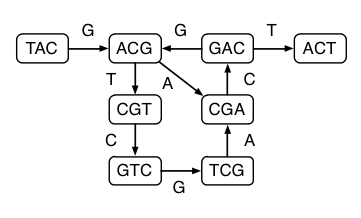 G G T
TAC ACG GAC ACT
T A C
CGT CGA
C A
GTC TCG
G